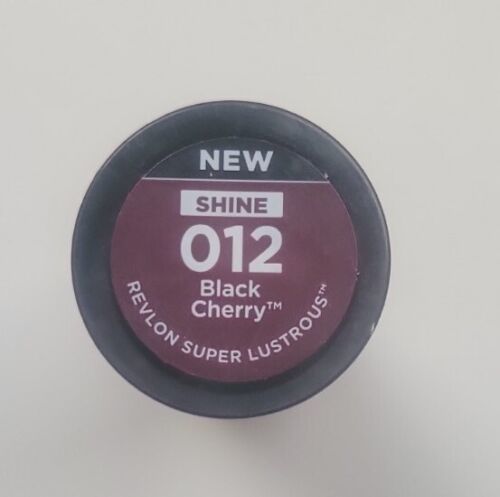 NEW
SHINE
012
Black
Cherry™
REVLON SUPER LUSTROUS™